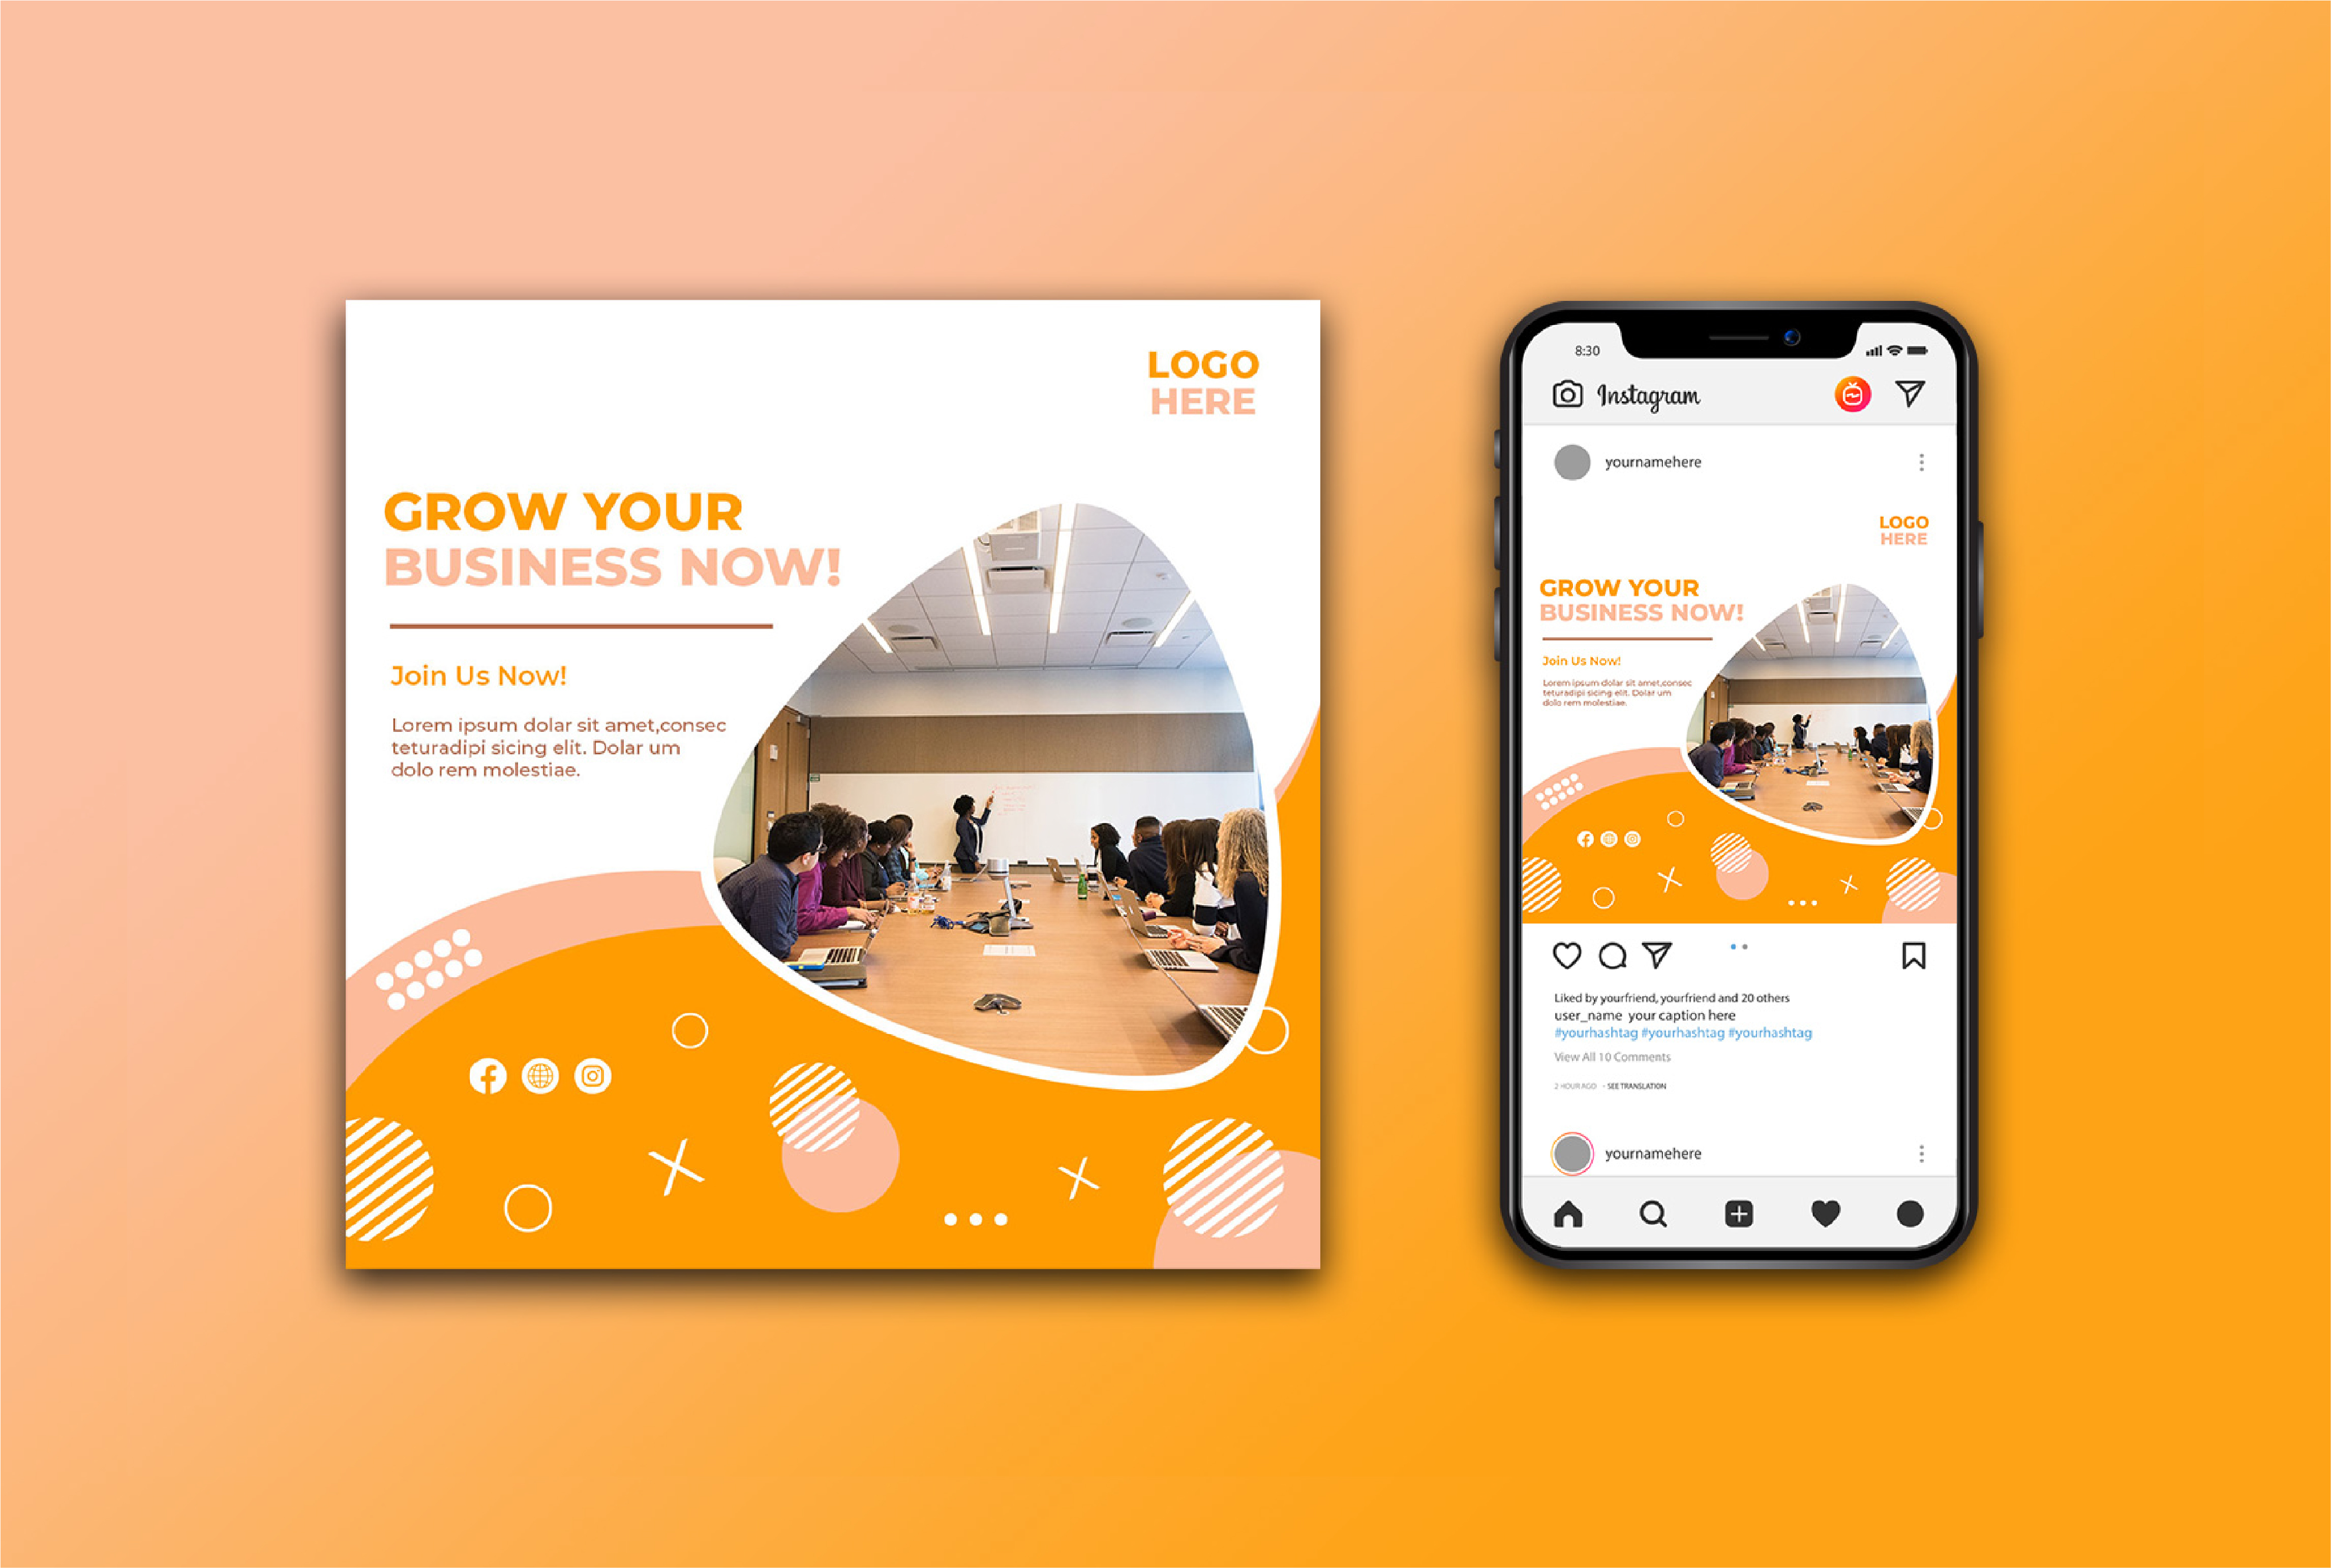 LOGO
HERE
GROW YOUR
BUSINESS NOW!
Join Us Now!
Lorem ipsum dolar sit amet,consec
teturadipi sicing elit. Dolar um
dolo rem molestiae.
8:30
Instagram
yournamehere
LOGO
HERE
GROW YOUR
BUSINESS NOW!
Join Us Now!
Lorem ipsum dolar sit amet,consec
teturadipi sicing elit. Dolar um
dolo rem molestiae.
Liked by yourfriend, yourfriend and 20 others
user_name your caption here
#yourhashtag #yourhashtag #yourhashtag
View All 10 Comments
2 HOUR AGO • SEE TRANSLATION
yournamehere